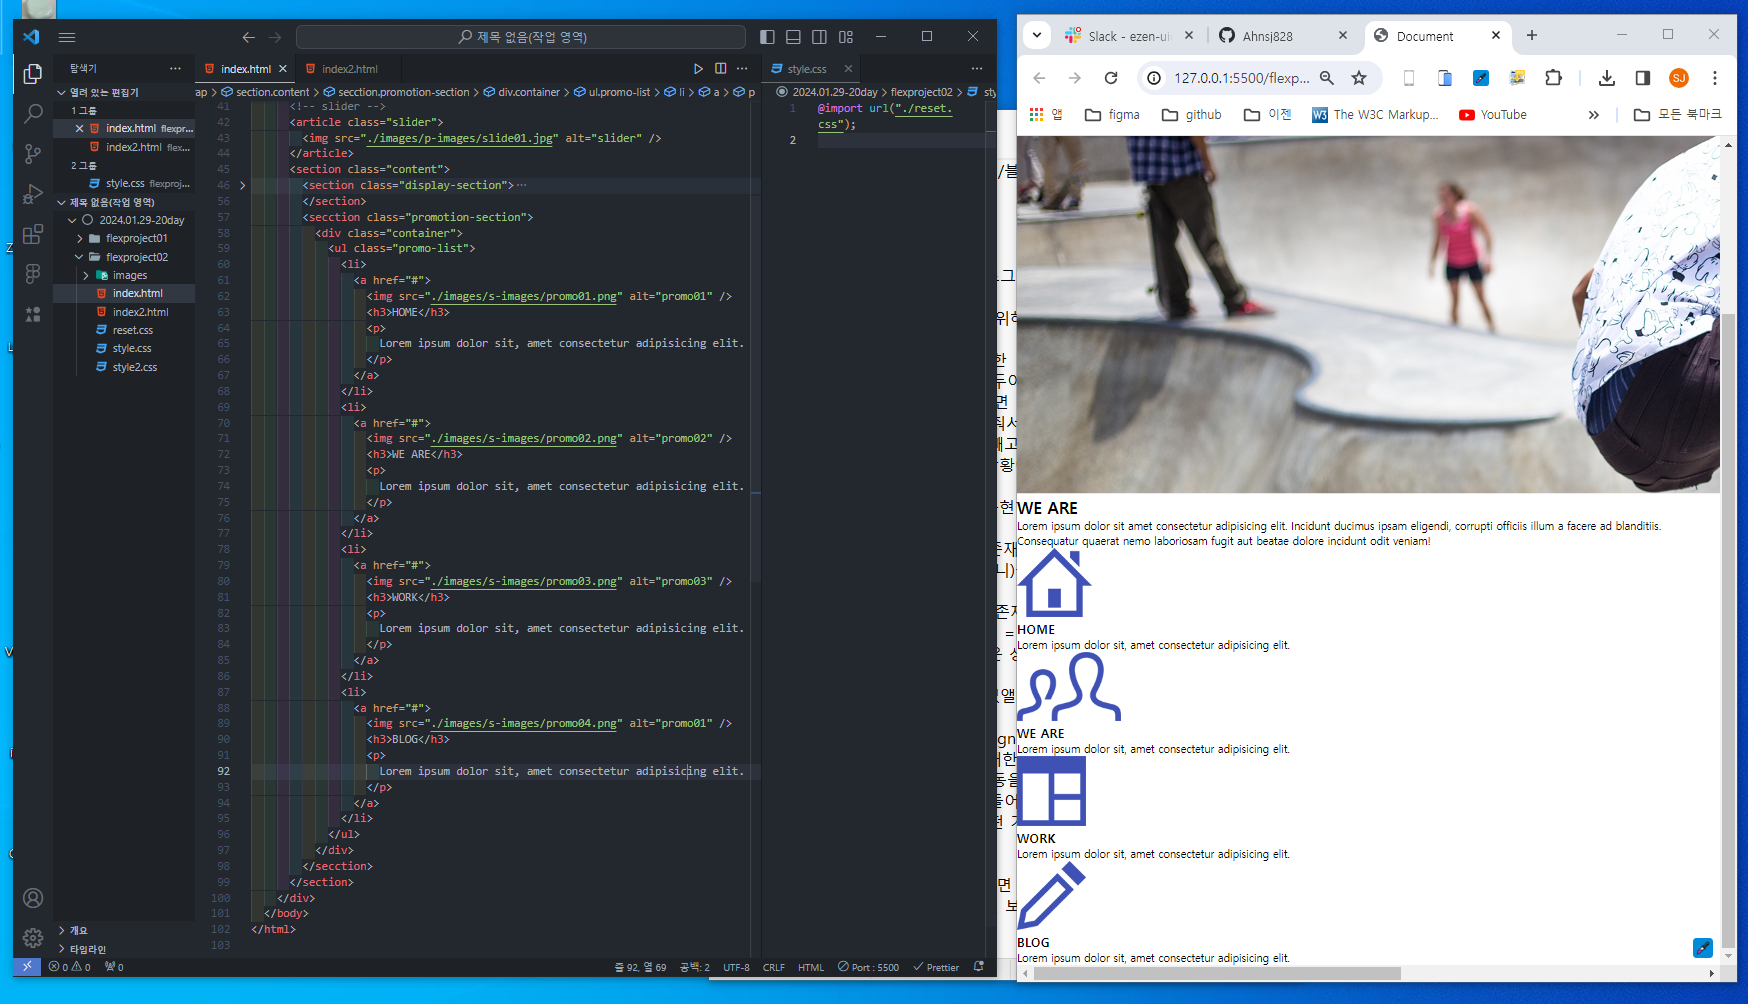 제목 없음(작업 영역)
탐색기
열려 있는 편집기
1 그룹
index.html flexpr...
index2.html flex...
2 그룹
style.css flexproj...
제목 없음(작업 영역)
2024.01.29-20day
flexproject01
flexproject02
images
index.html
index2.html
reset.css
style.css
style2.css
개요
타임라인
index.html
index2.html
ap > section.content > secction.promotion-section > div.container > ul.promo-list > li > a > p
41 <!-- slider -->
42 <article class="slider">
43 <img src="./images/p-images/slide01.jpg" alt="slider" />
44 </article>
45 <section class="content">
46 <section class="display-section">⋯
56 </section>
57 <secction class="promotion-section">
58 <div class="container">
59 <ul class="promo-list">
60 <li>
61 <a href="#">
62 <img src="./images/s-images/promo01.png" alt="promo01" />
63 <h3>HOME</h3>
64 <p>
65 Lorem ipsum dolor sit, amet consectetur adipisicing elit.
66 </p>
67 </a>
68 </li>
69 <li>
70 <a href="#">
71 <img src="./images/s-images/promo02.png" alt="promo02" />
72 <h3>WE ARE</h3>
73 <p>
74 Lorem ipsum dolor sit, amet consectetur adipisicing elit.
75 </p>
76 </a>
77 </li>
78 <li>
79 <a href="#">
80 <img src="./images/s-images/promo03.png" alt="promo03" />
81 <h3>WORK</h3>
82 <p>
83 Lorem ipsum dolor sit, amet consectetur adipisicing elit.
84 </p>
85 </a>
86 </li>
87 <li>
88 <a href="#">
89 <img src="./images/s-images/promo04.png" alt="promo01" />
90 <h3>BLOG</h3>
91 <p>
92 Lorem ipsum dolor sit, amet consectetur adipisicing elit.
93 </p>
94 </a>
95 </li>
96 </ul>
97 </div>
98 </secction>
99 </section>
100 </div>
101 </body>
102 </html>
103
style.css
2024.01.29-20day > flexproject02 > st
1 @import url("./reset.
css");
2
0 0 0
줄 92, 열 69 공백: 2 UTF-8 CRLF HTML Port : 5500 Prettier
Slack - ezen-ui
Ahnsj828
Document
127.0.0.1:5500/flexp...
SJ
앱 figma github 이젠 The W3C Markup... YouTube » 모든 북마크
WE ARE
Lorem ipsum dolor sit amet consectetur adipisicing elit. Incidunt ducimus ipsam eligendi, corrupti officiis illum a facere ad blanditiis.
Consequatur quaerat nemo laboriosam fugit aut beatae dolore incidunt odit veniam!
HOME
Lorem ipsum dolor sit, amet consectetur adipisicing elit.
WE ARE
Lorem ipsum dolor sit, amet consectetur adipisicing elit.
WORK
Lorem ipsum dolor sit, amet consectetur adipisicing elit.
BLOG
Lorem ipsum dolor sit, amet consectetur adipisicing elit.